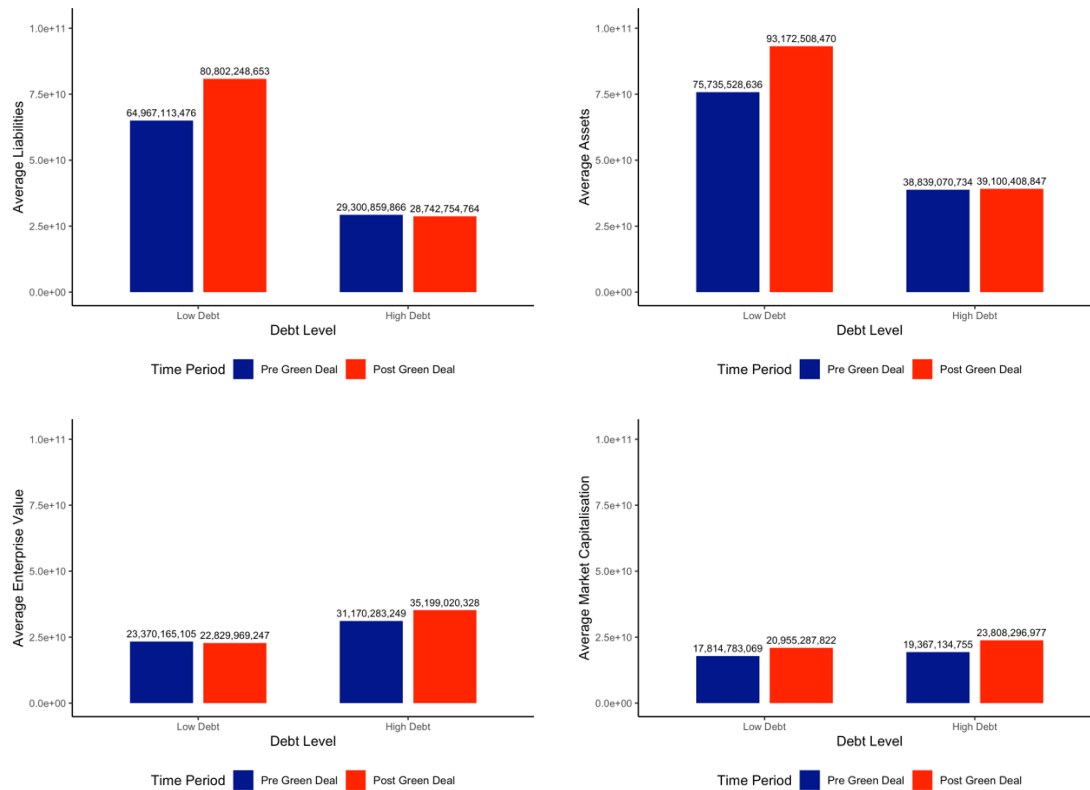 Average Liabilities
1.0e+11
7.5e+10
5.0e+10
2.5e+10
0.0e+00
64,967,113,476
80,802,248,653
29,300,859,866
28,742,754,764
Low Debt
High Debt
Debt Level
Time Period Pre Green Deal Post Green Deal
Average Assets
1.0e+11
7.5e+10
5.0e+10
2.5e+10
0.0e+00
75,735,528,636
93,172,508,470
38,839,070,734
39,100,408,847
Low Debt
High Debt
Debt Level
Time Period Pre Green Deal Post Green Deal
Average Enterprise Value
1.0e+11
7.5e+10
5.0e+10
2.5e+10
0.0e+00
23,370,165,105
22,829,969,247
31,170,283,249
35,199,020,328
Low Debt
High Debt
Debt Level
Time Period Pre Green Deal Post Green Deal
Average Market Capitalisation
1.0e+11
7.5e+10
5.0e+10
2.5e+10
0.0e+00
17,814,783,069
20,955,287,822
19,367,134,755
23,808,296,977
Low Debt
High Debt
Debt Level
Time Period Pre Green Deal Post Green Deal